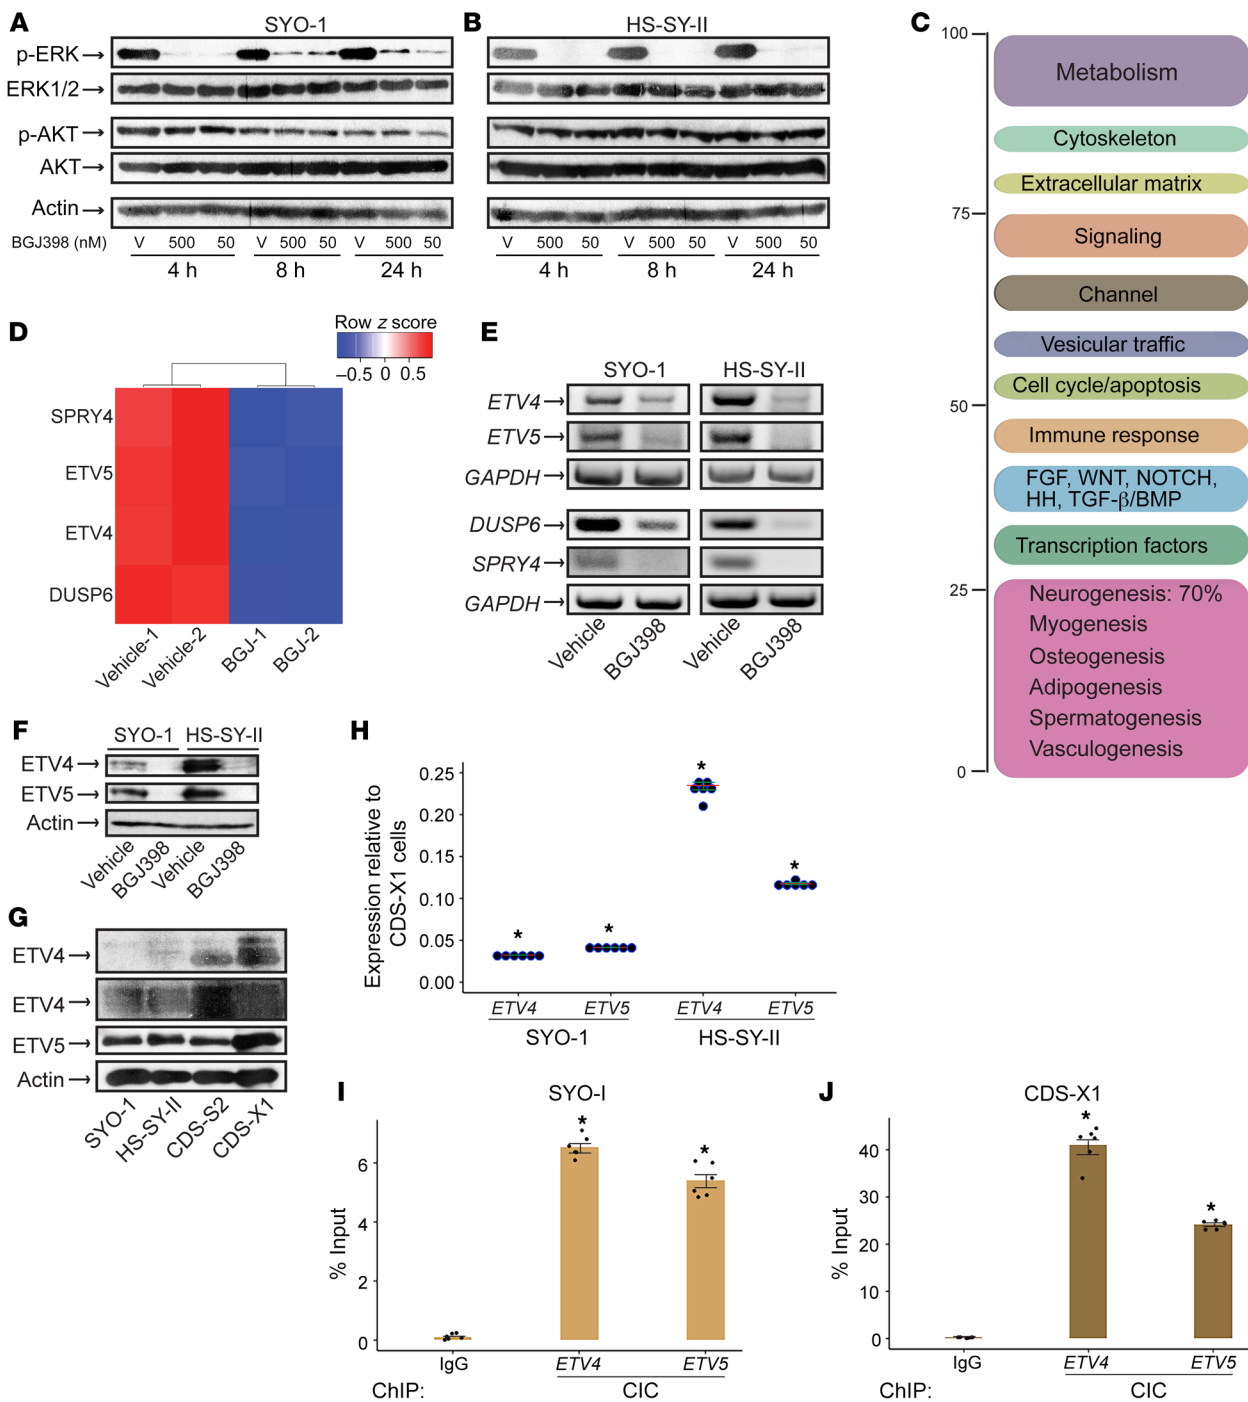 A
SYO-1
p-ERK
ERK1/2
p-AKT
AKT
Actin
BGJ398 (nM)
V 500 50 V 500 50 V 500 50
4 h 8 h 24 h
B
HS-SY-II
V 500 50 V 500 50 V 500 50
4 h 8 h 24 h
C
100
75
50
25
0
Metabolism
Cytoskeleton
Extracellular matrix
Signaling
Channel
Vesicular traffic
Cell cycle/apoptosis
Immune response
FGF, WNT, NOTCH,
HH, TGF-β/BMP
Transcription factors
Neurogenesis: 70%
Myogenesis
Osteogenesis
Adipogenesis
Spermatogenesis
Vasculogenesis
D
Row z score
–0.5 0 0.5
SPRY4
ETV5
ETV4
DUSP6
Vehicle-1 Vehicle-2 BGJ-1 BGJ-2
E
SYO-1 HS-SY-II
ETV4
ETV5
GAPDH
DUSP6
SPRY4
GAPDH
Vehicle BGJ398 Vehicle BGJ398
F
SYO-1 HS-SY-II
ETV4
ETV5
Actin
Vehicle BGJ398 Vehicle BGJ398
G
ETV4
ETV4
ETV5
Actin
SYO-1 HS-SY-II CDS-S2 CDS-X1
H
Expression relative to
CDS-X1 cells
0.25
0.20
0.15
0.10
0.05
0.00
* * * *
ETV4 ETV5 ETV4 ETV5
SYO-1 HS-SY-II
I
SYO-I
% Input
6
4
2
0
* *
IgG ETV4 ETV5
ChIP: CIC
J
CDS-X1
% Input
40
30
20
10
0
* *
IgG ETV4 ETV5
ChIP: CIC